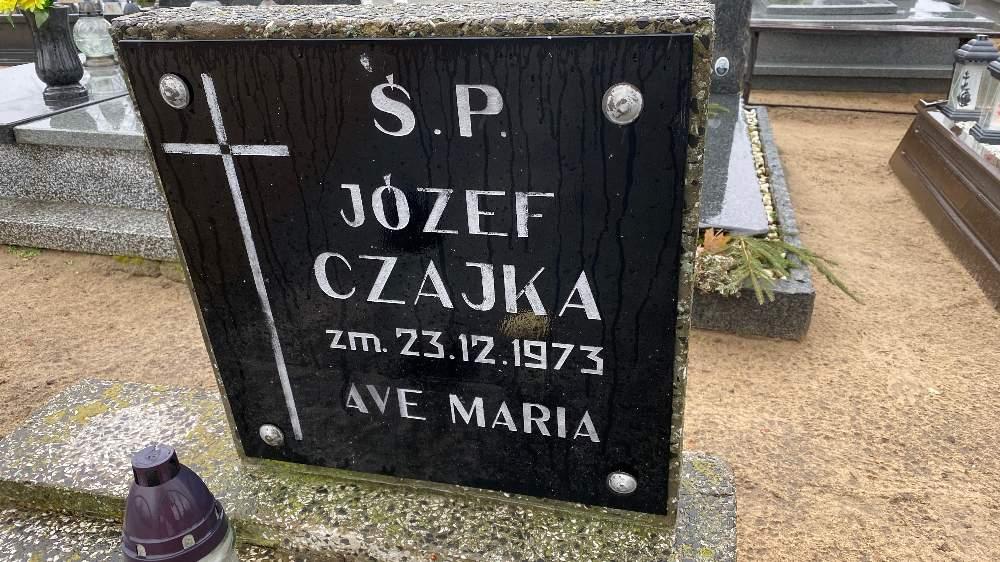 Ś.P.
JÓZEF
CZAJKA
zm. 23.12.1973
AVE MARIA